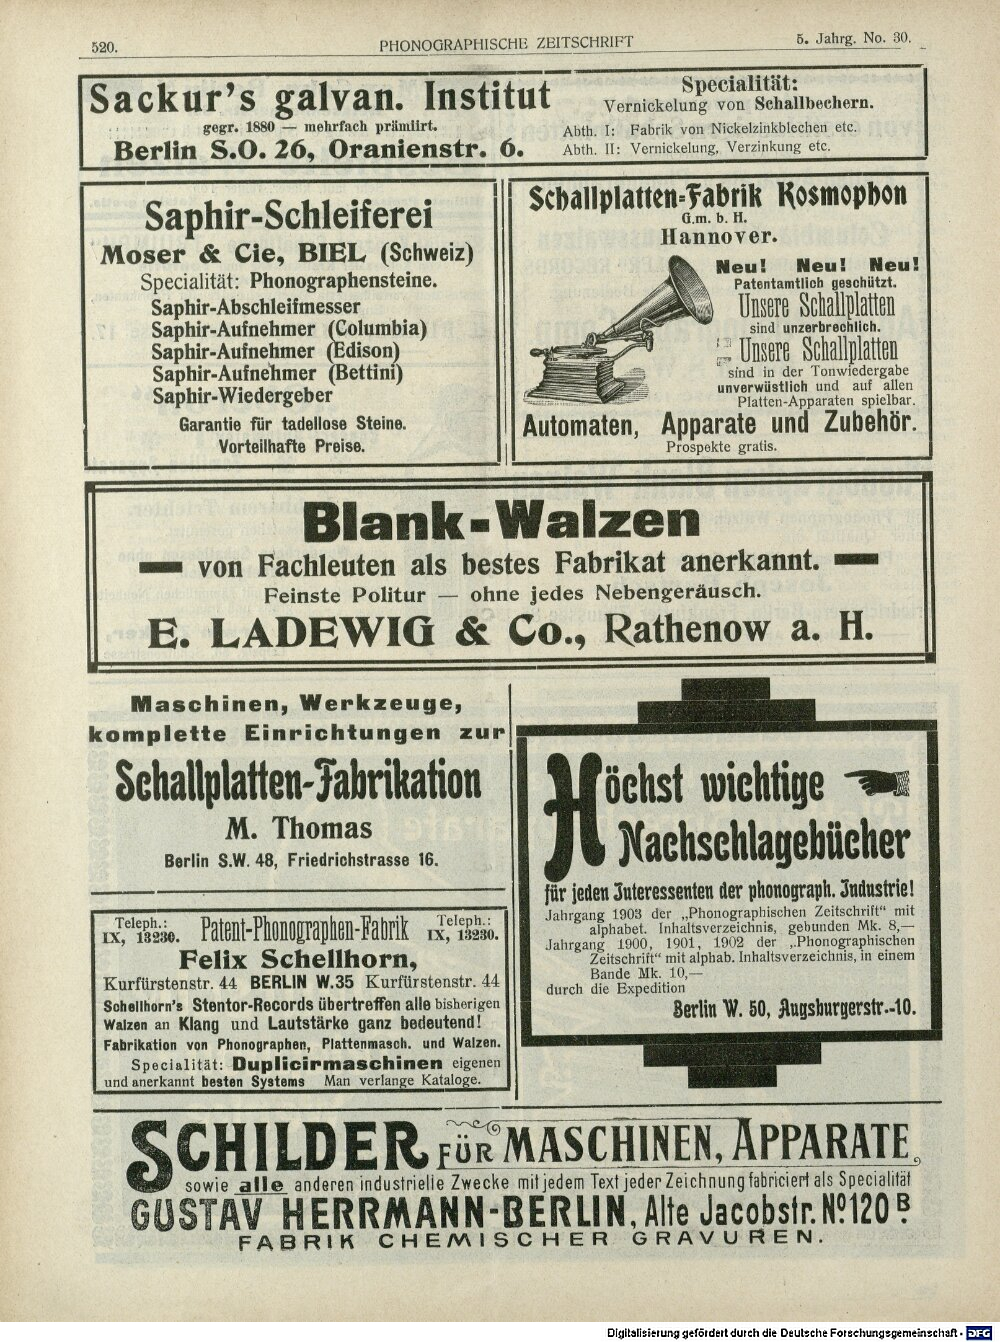 520.
PHONOGRAPHISCHE ZEITSCHRIFT
5. Jahrg. No. 30.
Sackur's galvan. Institut
gegr. 1880 — mehrfach prämiirt.
Berlin S.O. 26, Oranienstr. 6.
Specialität:
Vernickelung von Schallbechern.
Abth. I: Fabrik von Nickelzinkblechen etc.
Abth. II: Vernickelung, Verzinkung etc.
Saphir-Schleiferei
Moser & Cie, BIEL (Schweiz)
Specialität: Phonographensteine.
Saphir-Abschleifmesser
Saphir-Aufnehmer (Columbia)
Saphir-Aufnehmer (Edison)
Saphir-Aufnehmer (Bettini)
Saphir-Wiedergeber
Garantie für tadellose Steine.
Vorteilhafte Preise.
Schallplatten-Fabrik Kosmophon
G.m. b. H.
Hannover.
Neu! Neu! Neu!
Patentamtlich geschützt.
Unsere Schallplatten
sind unzerbrechlich.
Unsere Schallplatten
sind in der Tonwiedergabe
unverwüstlich und auf allen
Platten-Apparaten spielbar.
Automaten, Apparate und Zubehör.
Prospekte gratis.
Blank-Walzen
von Fachleuten als bestes Fabrikat anerkannt.
Feinste Politur — ohne jedes Nebengeräusch.
E. LADEWIG & Co., Rathenow a. H.
Maschinen, Werkzeuge,
komplette Einrichtungen zur
Schallplatten-Fabrikation
M. Thomas
Berlin S.W. 48, Friedrichstrasse 16.
Teleph.: IX, 13230.
Patent-Phonographen-Fabrik
Teleph.: IX, 13230.
Felix Schellhorn,
Kurfürstenstr. 44 BERLIN W.35 Kurfürstenstr. 44
Schellhorn's Stentor-Records übertreffen alle bisherigen
Walzen an Klang und Lautstärke ganz bedeutend!
Fabrikation von Phonographen, Plattenmasch. und Walzen.
Specialität: Duplicirmaschinen eigenen
und anerkannt besten Systems Man verlange Kataloge.
Höchst wichtige
Nachschlagebücher
für jeden Interessenten der phonograph. Industrie!
Jahrgang 1903 der „Phonographischen Zeitschrift" mit
alphabet. Inhaltsverzeichnis, gebunden Mk. 8,—
Jahrgang 1900, 1901, 1902 der „Phonographischen
Zeitschrift" mit alphab. Inhaltsverzeichnis, in einem
Bande Mk. 10,—
durch die Expedition
Berlin W. 50, Augsburgerstr.-10.
SCHILDER FÜR MASCHINEN, APPARATE,
sowie alle anderen industrielle Zwecke mit jedem Text jeder Zeichnung fabriciert als Specialität
GUSTAV HERRMANN-BERLIN, Alte Jacobstr. No 120 B.
FABRIK CHEMISCHER GRAVUREN.
Digitalisierung gefördert durch die Deutsche Forschungsgemeinschaft - DFG